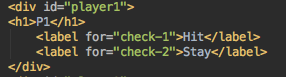 <div id="player1">
<h1>P1</h1>
<label for="check-1">Hit</label>
<label for="check-2">Stay</label>
</div>